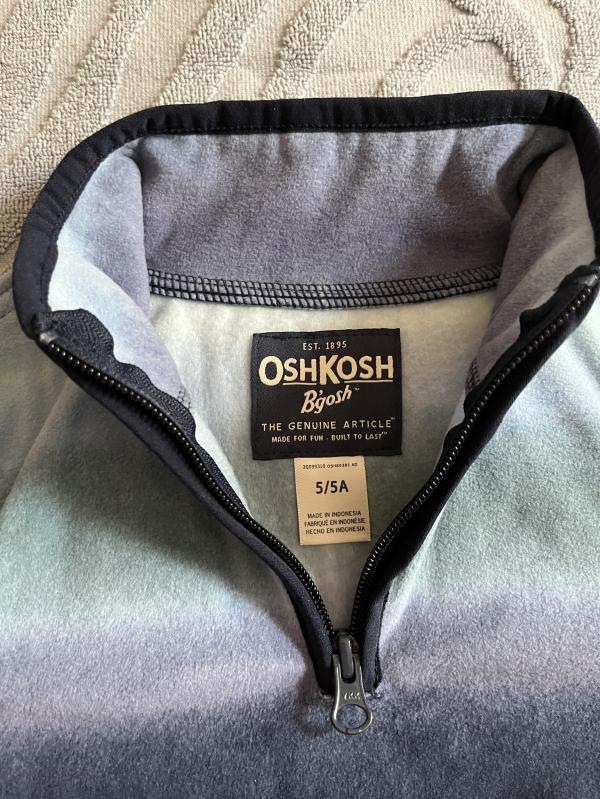 EST. 1895
OSHKOSH
B'gosh™
THE GENUINE ARTICLE™
MADE FOR FUN - BUILT TO LAST™
5/5A
MADE IN INDONESIA
FABRIQUÉ EN INDONÉSIE
HECHO EN INDONESIA